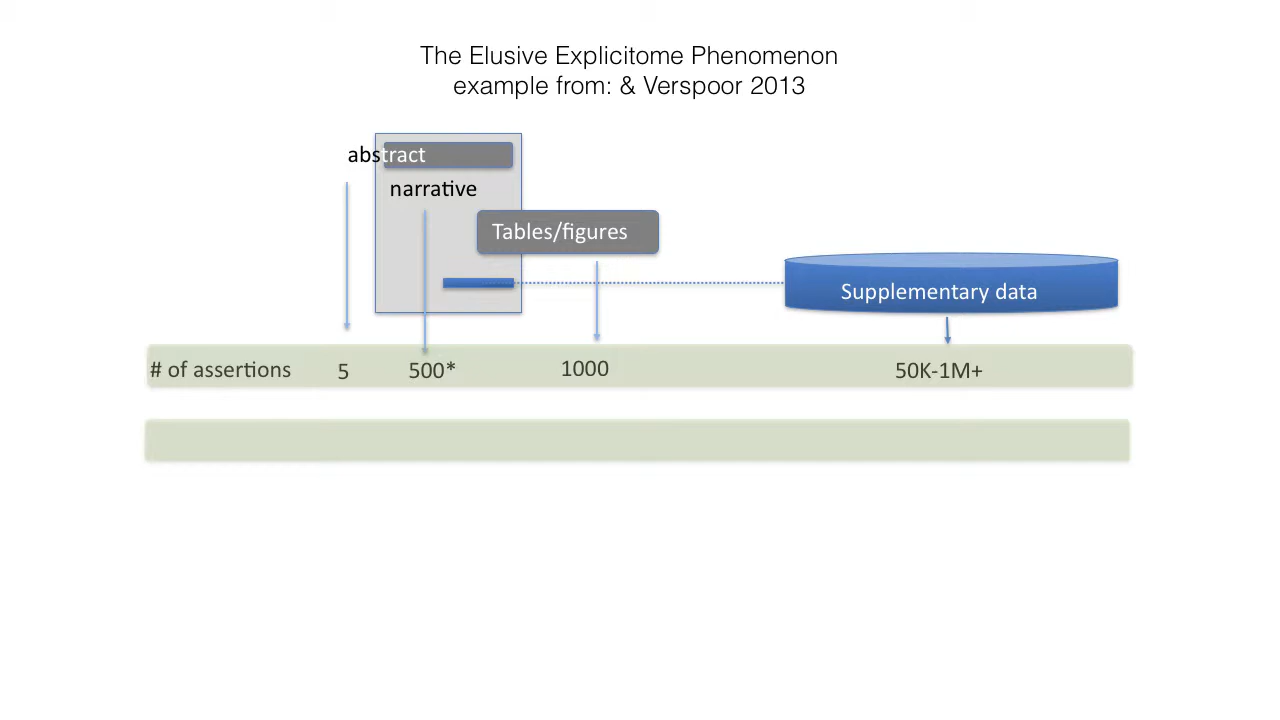 The Elusive Explicitome Phenomenon
example from: & Verspoor 2013
abstract
narrative
Tables/figures
Supplementary data
# of assertions 5 500* 1000 50K-1M+